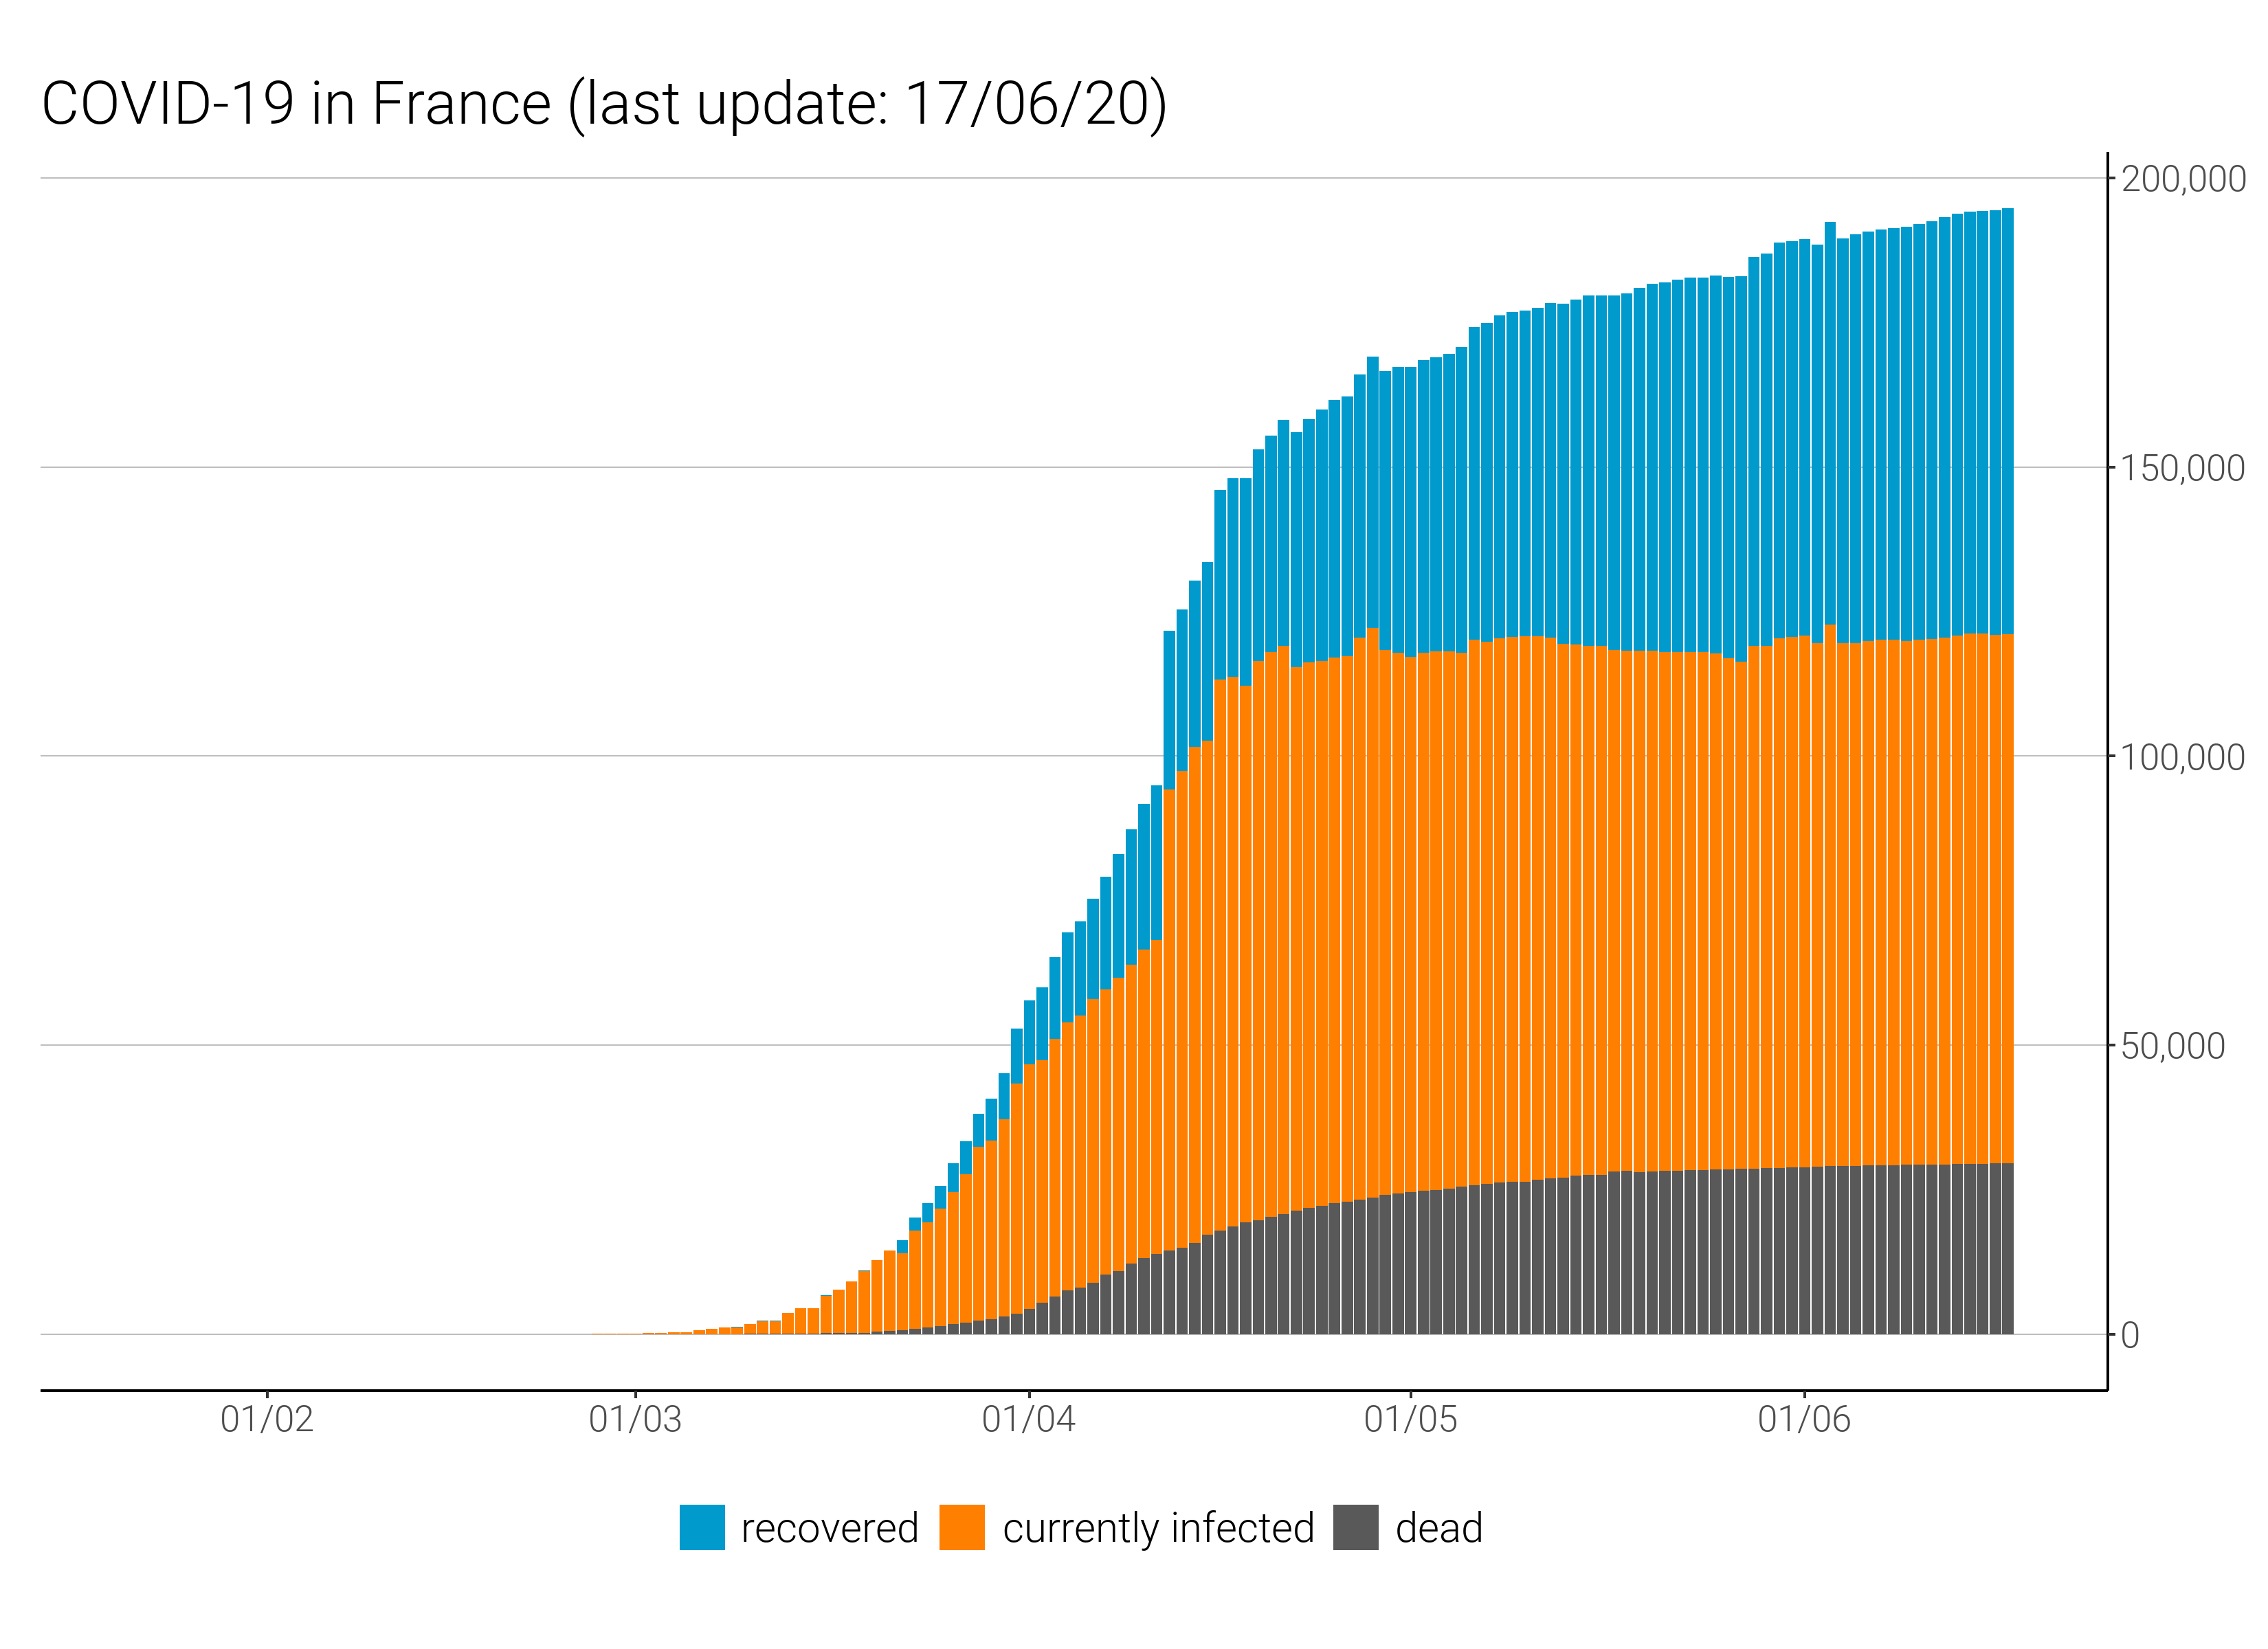 COVID-19 in France (last update: 17/06/20)
200,000
150,000
100,000
50,000
0
01/02 01/03 01/04 01/05 01/06
recovered currently infected dead